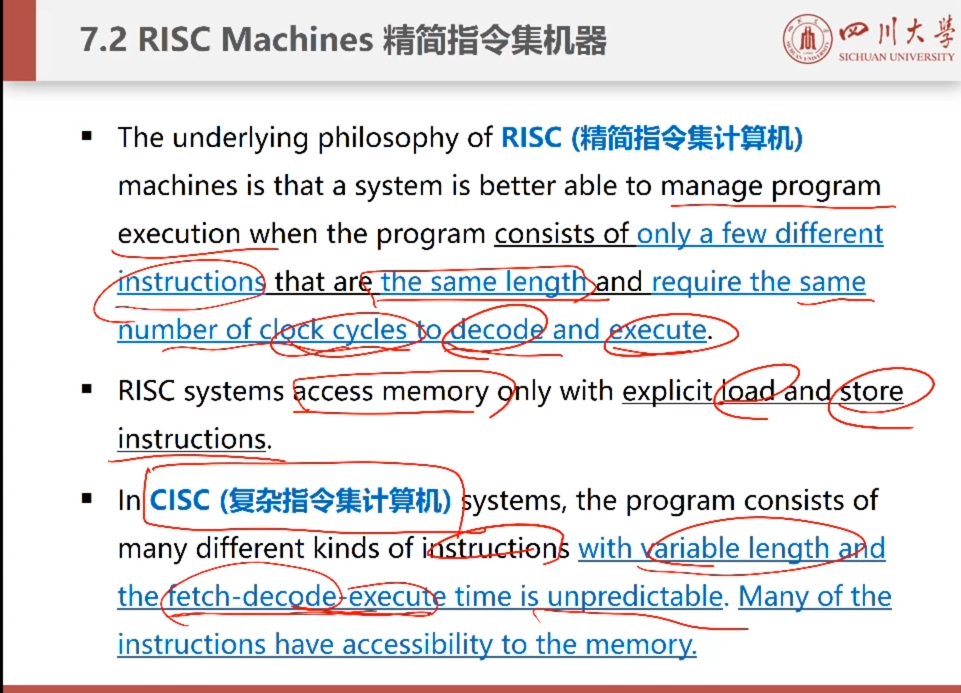 7.2 RISC Machines 精简指令集机器
四川大学
SICHUAN UNIVERSITY
▪ The underlying philosophy of RISC (精简指令集计算机)
machines is that a system is better able to manage program
execution when the program consists of only a few different
instructions that are the same length and require the same
number of clock cycles to decode and execute.
▪ RISC systems access memory only with explicit load and store
instructions.
▪ In CISC (复杂指令集计算机) systems, the program consists of
many different kinds of instructions with variable length and
the fetch-decode-execute time is unpredictable. Many of the
instructions have accessibility to the memory.